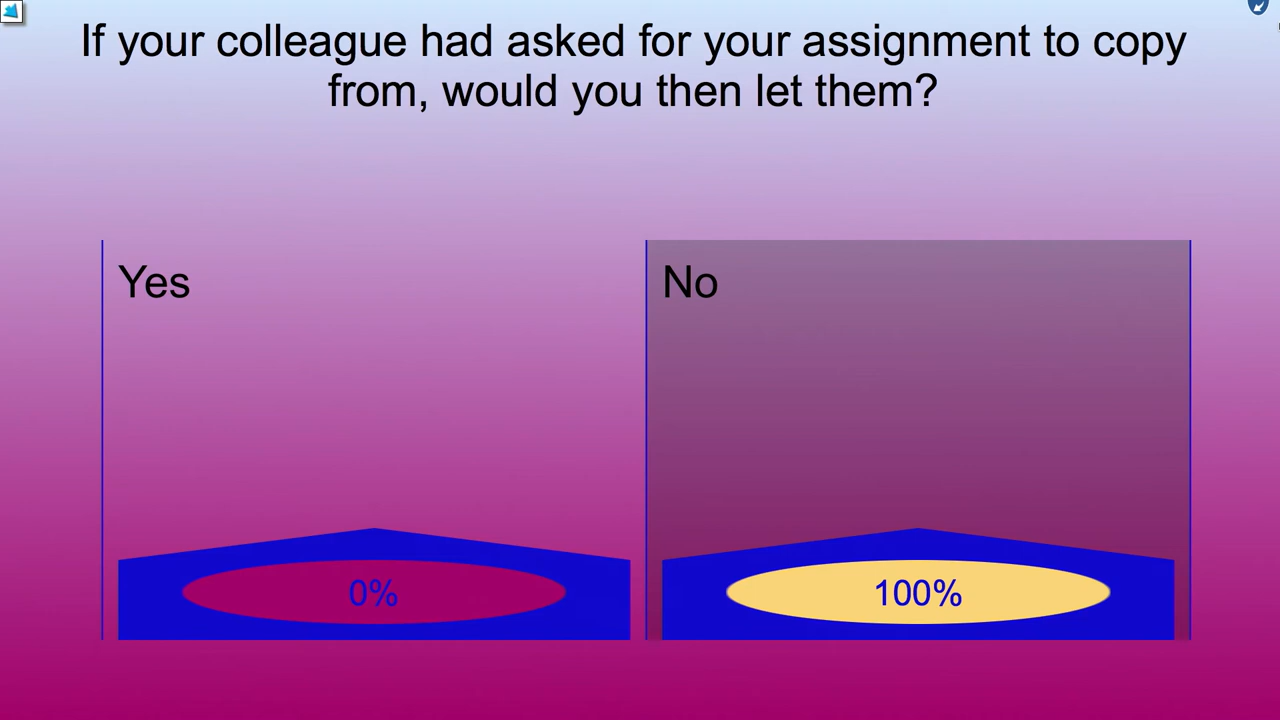 If your colleague had asked for your assignment to copy
from, would you then let them?
Yes
No
0%
100%